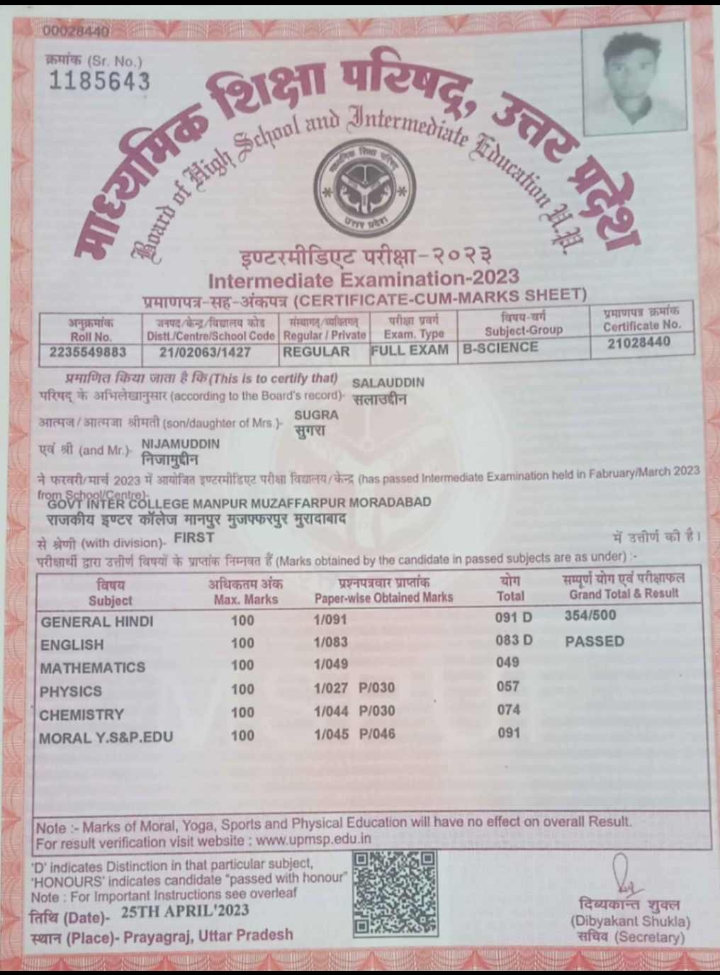 00028440
क्रमांक (Sr. No.)
1185643
माध्यमिक शिक्षा परिषद्, उत्तर प्रदेश
Board of High School and Intermediate Education U.P.
माध्यमिक शिक्षा परिषद
उत्तर प्रदेश
इण्टरमीडिएट परीक्षा-२०२३
Intermediate Examination-2023
प्रमाणपत्र-सह-अंकपत्र (CERTIFICATE-CUM-MARKS SHEET)
अनुक्रमांक जनपद/केन्द्र/विद्यालय कोड संस्थागत/व्यक्तिगत परीक्षा प्रवर्ग विषय-वर्ग प्रमाणपत्र क्रमांक
Roll No. Distt./Centre/School Code Regular / Private Exam. Type Subject-Group Certificate No.
2235549883 21/02063/1427 REGULAR FULL EXAM B-SCIENCE 21028440
प्रमाणित किया जाता है कि (This is to certify that) SALAUDDIN
परिषद् के अभिलेखानुसार (according to the Board's record)- सलाउद्दीन
आत्मज/आत्मजा श्रीमती (son/daughter of Mrs.)- SUGRA
सुगरा
एवं श्री (and Mr.)- NIJAMUDDIN
निजामुद्दीन
ने फरवरी/मार्च 2023 में आयोजित इण्टरमीडिएट परीक्षा विद्यालय/केन्द्र (has passed Intermediate Examination held in Fabruary/March 2023
from School/Centre)-
GOVT INTER COLLEGE MANPUR MUZAFFARPUR MORADABAD
राजकीय इण्टर कॉलेज मानपुर मुजफ्फरपुर मुरादाबाद
से श्रेणी (with division)- FIRST में उत्तीर्ण की है।
परीक्षार्थी द्वारा उत्तीर्ण विषयों के प्राप्तांक निम्नवत हैं (Marks obtained by the candidate in passed subjects are as under) :-
विषय अधिकतम अंक प्रश्नपत्रवार प्राप्तांक योग सम्पूर्ण योग एवं परीक्षाफल
Subject Max. Marks Paper-wise Obtained Marks Total Grand Total & Result
GENERAL HINDI 100 1/091 091 D 354/500
ENGLISH 100 1/083 083 D PASSED
MATHEMATICS 100 1/049 049
PHYSICS 100 1/027 P/030 057
CHEMISTRY 100 1/044 P/030 074
MORAL Y.S&P.EDU 100 1/045 P/046 091
Note :- Marks of Moral, Yoga, Sports and Physical Education will have no effect on overall Result.
For result verification visit website : www.upmsp.edu.in
'D' indicates Distinction in that particular subject,
'HONOURS' indicates candidate "passed with honour"
Note : For Important Instructions see overleaf
तिथि (Date)- 25TH APRIL'2023
स्थान (Place)- Prayagraj, Uttar Pradesh
दिब्यकान्त शुक्ल
(Dibyakant Shukla)
सचिव (Secretary)